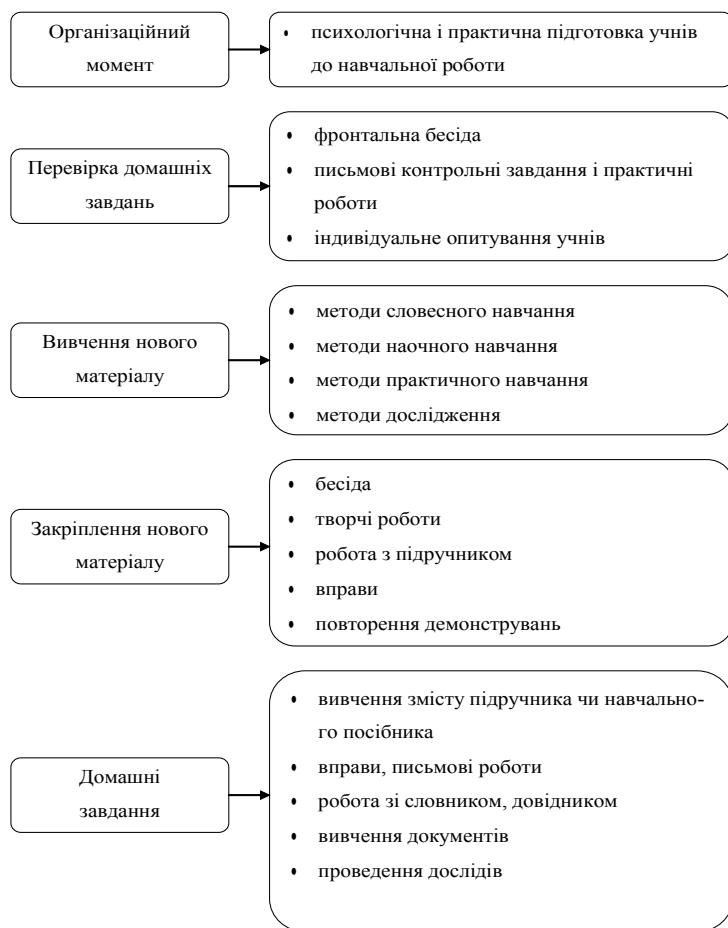 Організаційний
момент
• психологічна і практична підготовка учнів
до навчальної роботи
Перевірка домашніх
завдань
• фронтальна бесіда
• письмові контрольні завдання і практичні
роботи
• індивідуальне опитування учнів
Вивчення нового
матеріалу
• методи словесного навчання
• методи наочного навчання
• методи практичного навчання
• методи дослідження
Закріплення нового
матеріалу
• бесіда
• творчі роботи
• робота з підручником
• вправи
• повторення демонструвань
Домашні
завдання
• вивчення змісту підручника чи навчально-
го посібника
• вправи, письмові роботи
• робота зі словником, довідником
• вивчення документів
• проведення дослідів